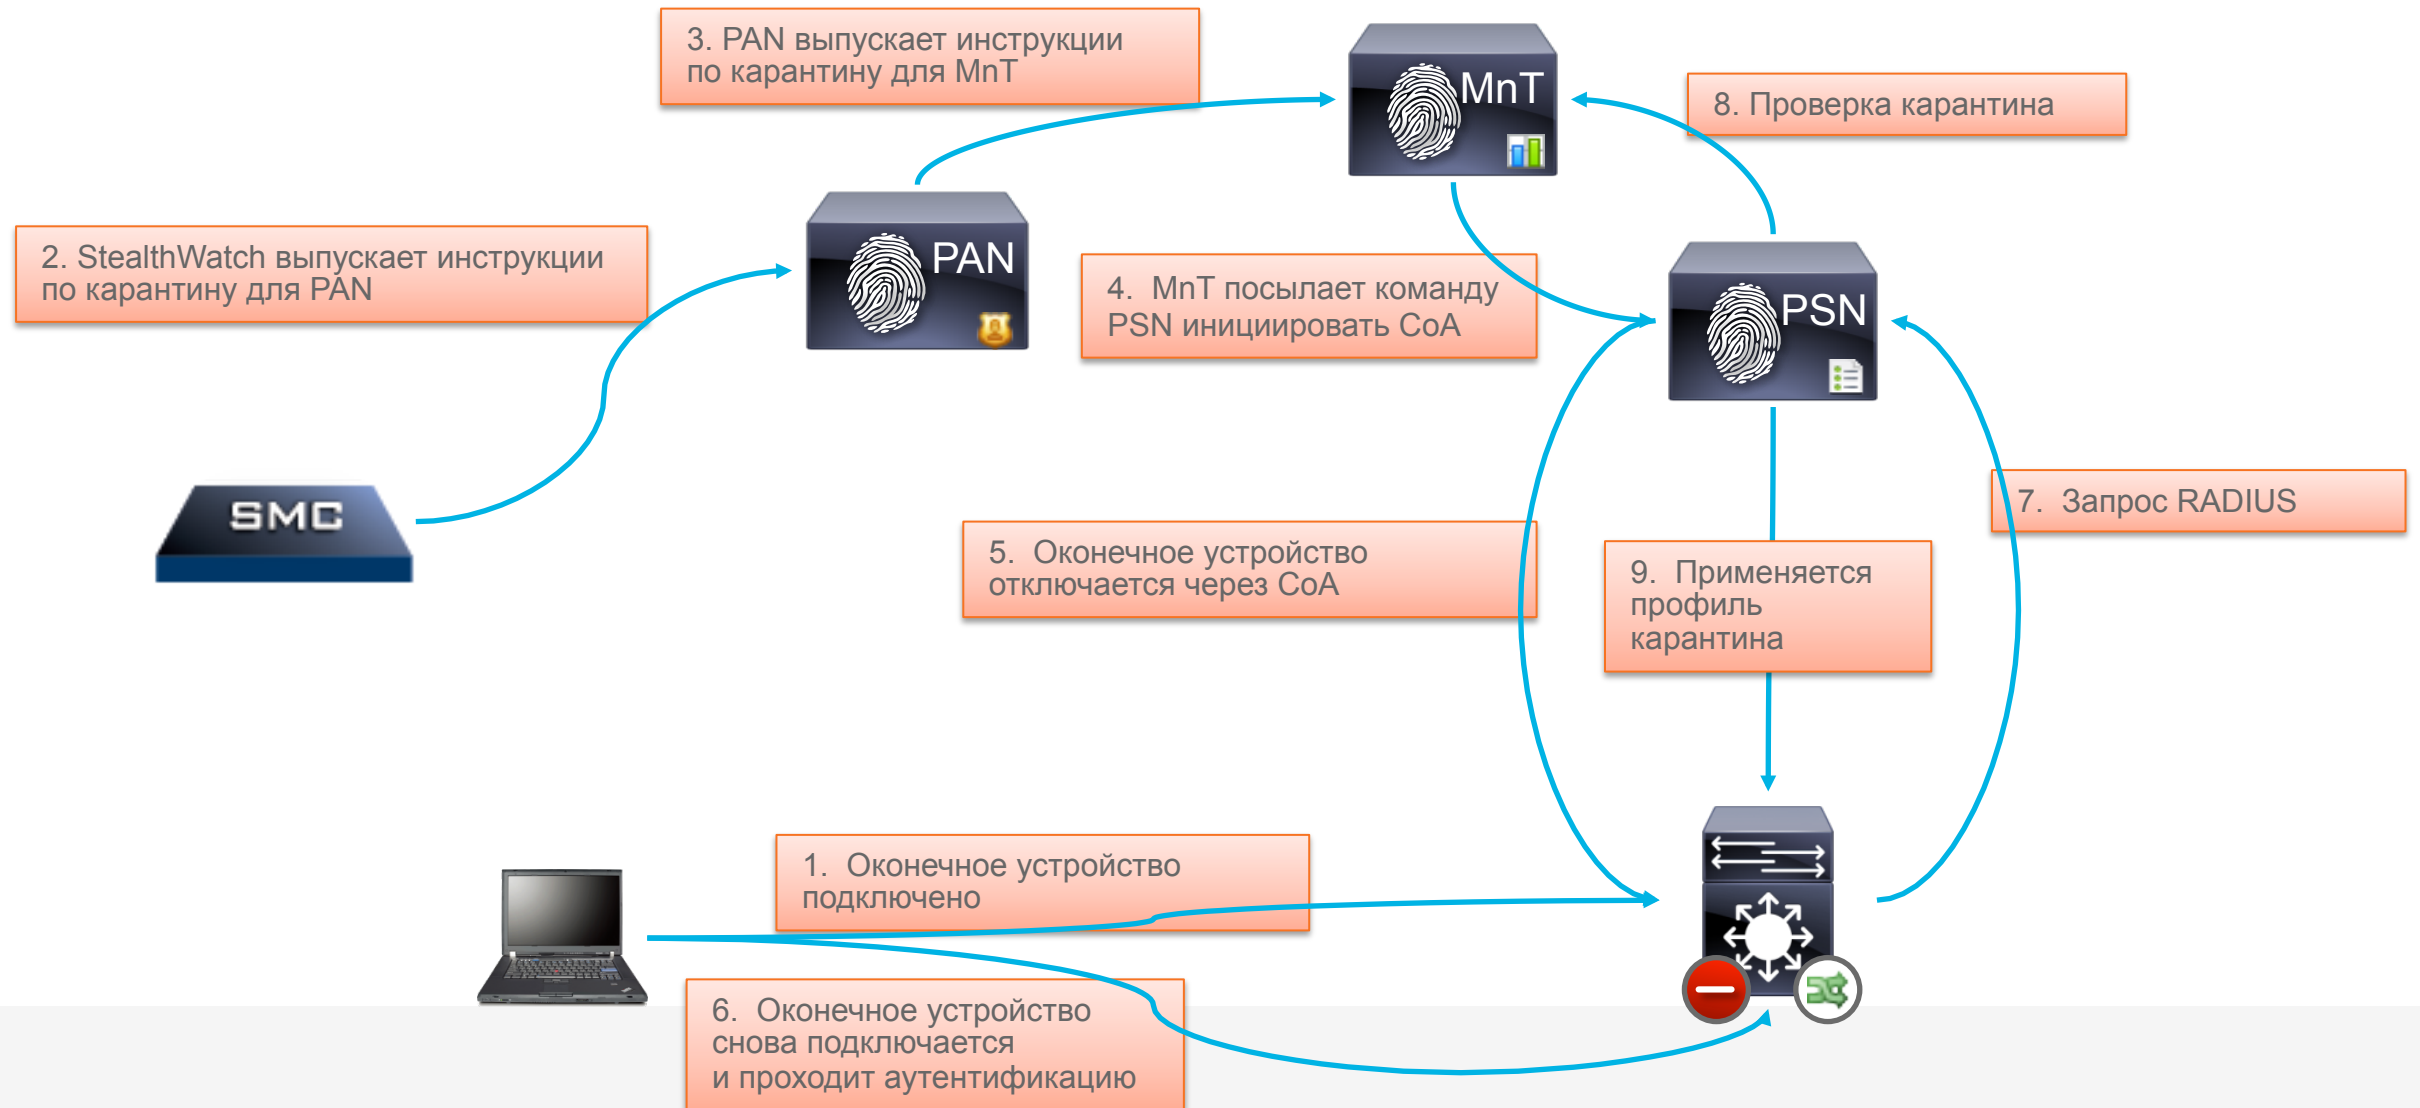 3. PAN выпускает инструкции
по карантину для MnT
MnT
8. Проверка карантина
2. StealthWatch выпускает инструкции
по карантину для PAN
PAN
4. MnT посылает команду
PSN инициировать CoA
PSN
SMC
7. Запрос RADIUS
5. Оконечное устройство
отключается через CoA
9. Применяется
профиль
карантина
1. Оконечное устройство
подключено
6. Оконечное устройство
снова подключается
и проходит аутентификацию